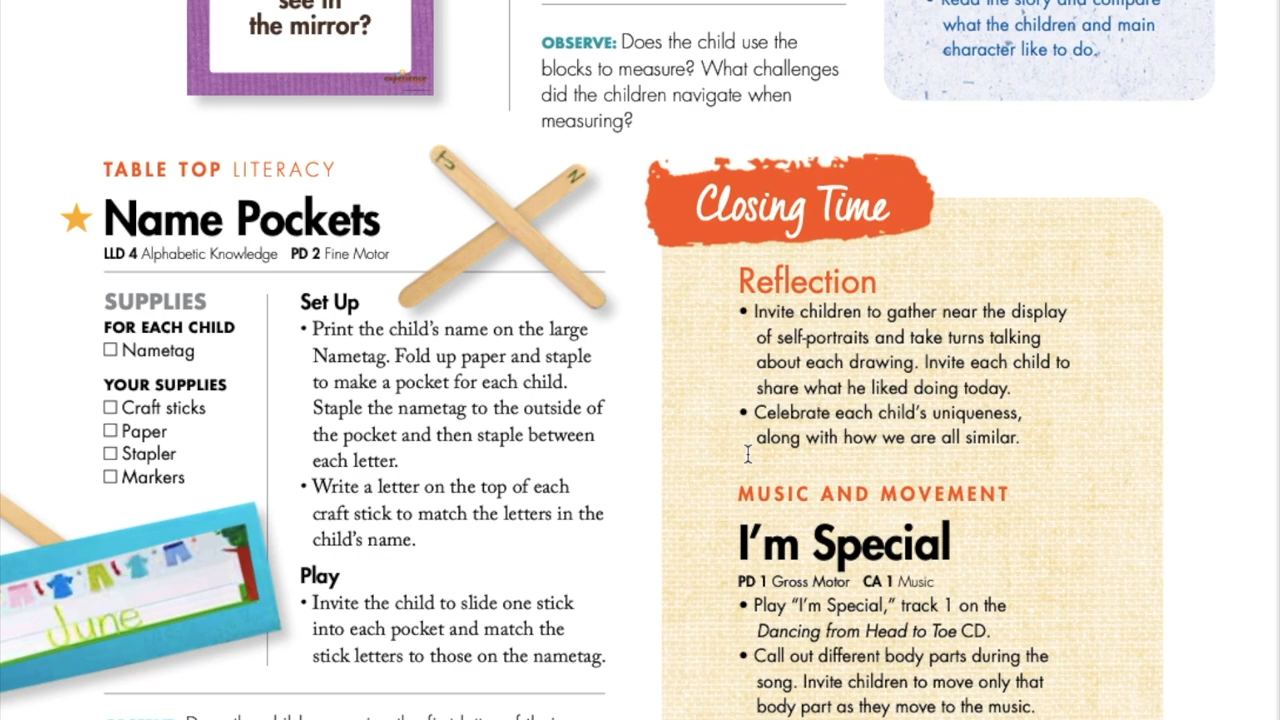 see in
the mirror?
experience
OBSERVE: Does the child use the
blocks to measure? What challenges
did the children navigate when
measuring?
• Read the story and compare
what the children and main
character like to do.
TABLE TOP LITERACY
Name Pockets
LLD 4 Alphabetic Knowledge PD 2 Fine Motor
SUPPLIES
FOR EACH CHILD
Nametag
YOUR SUPPLIES
Craft sticks
Paper
Stapler
Markers
June
Set Up
• Print the child's name on the large
Nametag. Fold up paper and staple
to make a pocket for each child.
Staple the nametag to the outside of
the pocket and then staple between
each letter.
• Write a letter on the top of each
craft stick to match the letters in the
child's name.
Play
• Invite the child to slide one stick
into each pocket and match the
stick letters to those on the nametag.
J
N
Closing Time
Reflection
• Invite children to gather near the display
of self-portraits and take turns talking
about each drawing. Invite each child to
share what he liked doing today.
• Celebrate each child's uniqueness,
along with how we are all similar.
MUSIC AND MOVEMENT
I'm Special
PD 1 Gross Motor CA 1 Music
• Play “I'm Special,” track 1 on the
Dancing from Head to Toe CD.
• Call out different body parts during the
song. Invite children to move only that
body part as they move to the music.